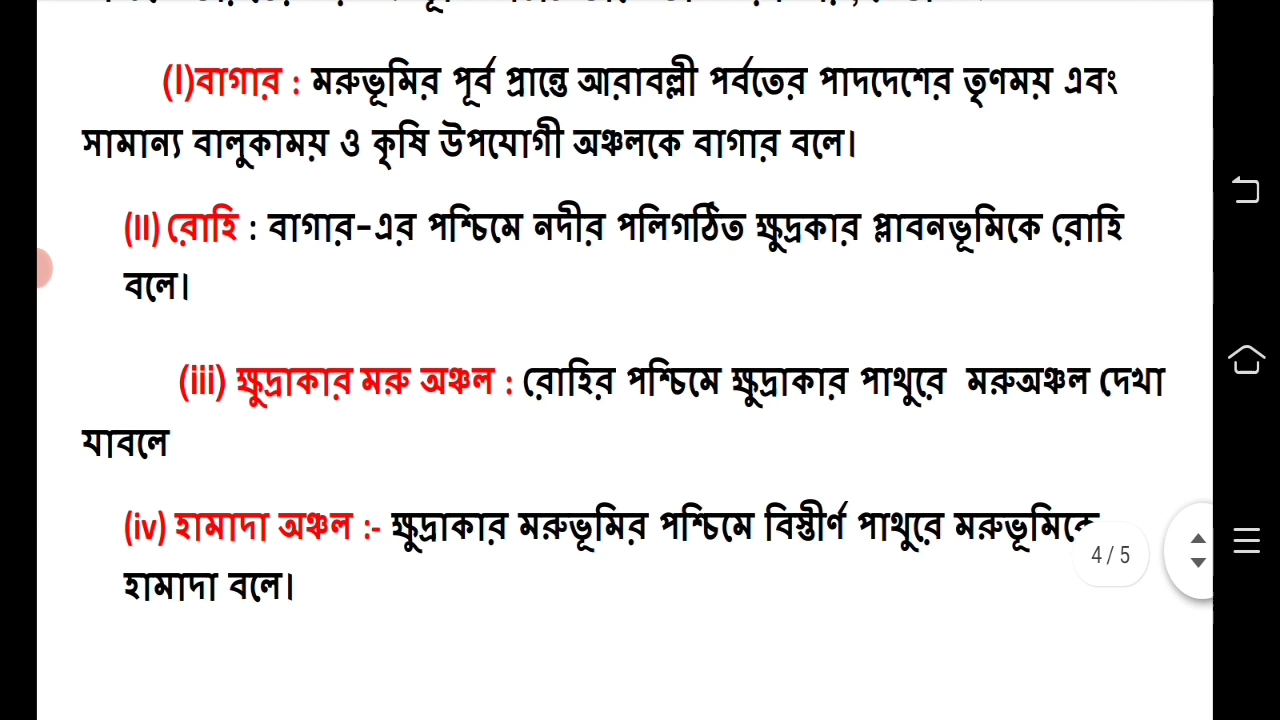 (I)বাগার : মরুভূমির পূর্ব প্রান্তে আরাবল্লী পর্বতের পাদদেশের তৃণময় এবং
সামান্য বালুকাময় ও কৃষি উপযোগী অঞ্চলকে বাগার বলে।
(II) রোহি : বাগার-এর পশ্চিমে নদীর পলিগঠিত ক্ষুদ্রকার প্লাবনভূমিকে রোহি
বলে।
(iii) ক্ষুদ্রাকার মরু অঞ্চল : রোহির পশ্চিমে ক্ষুদ্রাকার পাথুরে মরুঅঞ্চল দেখা
যাবলে
(iv) হামাদা অঞ্চল :- ক্ষুদ্রাকার মরুভূমির পশ্চিমে বিস্তীর্ণ পাথুরে মরুভূমিকে
হামাদা বলে।
4 / 5